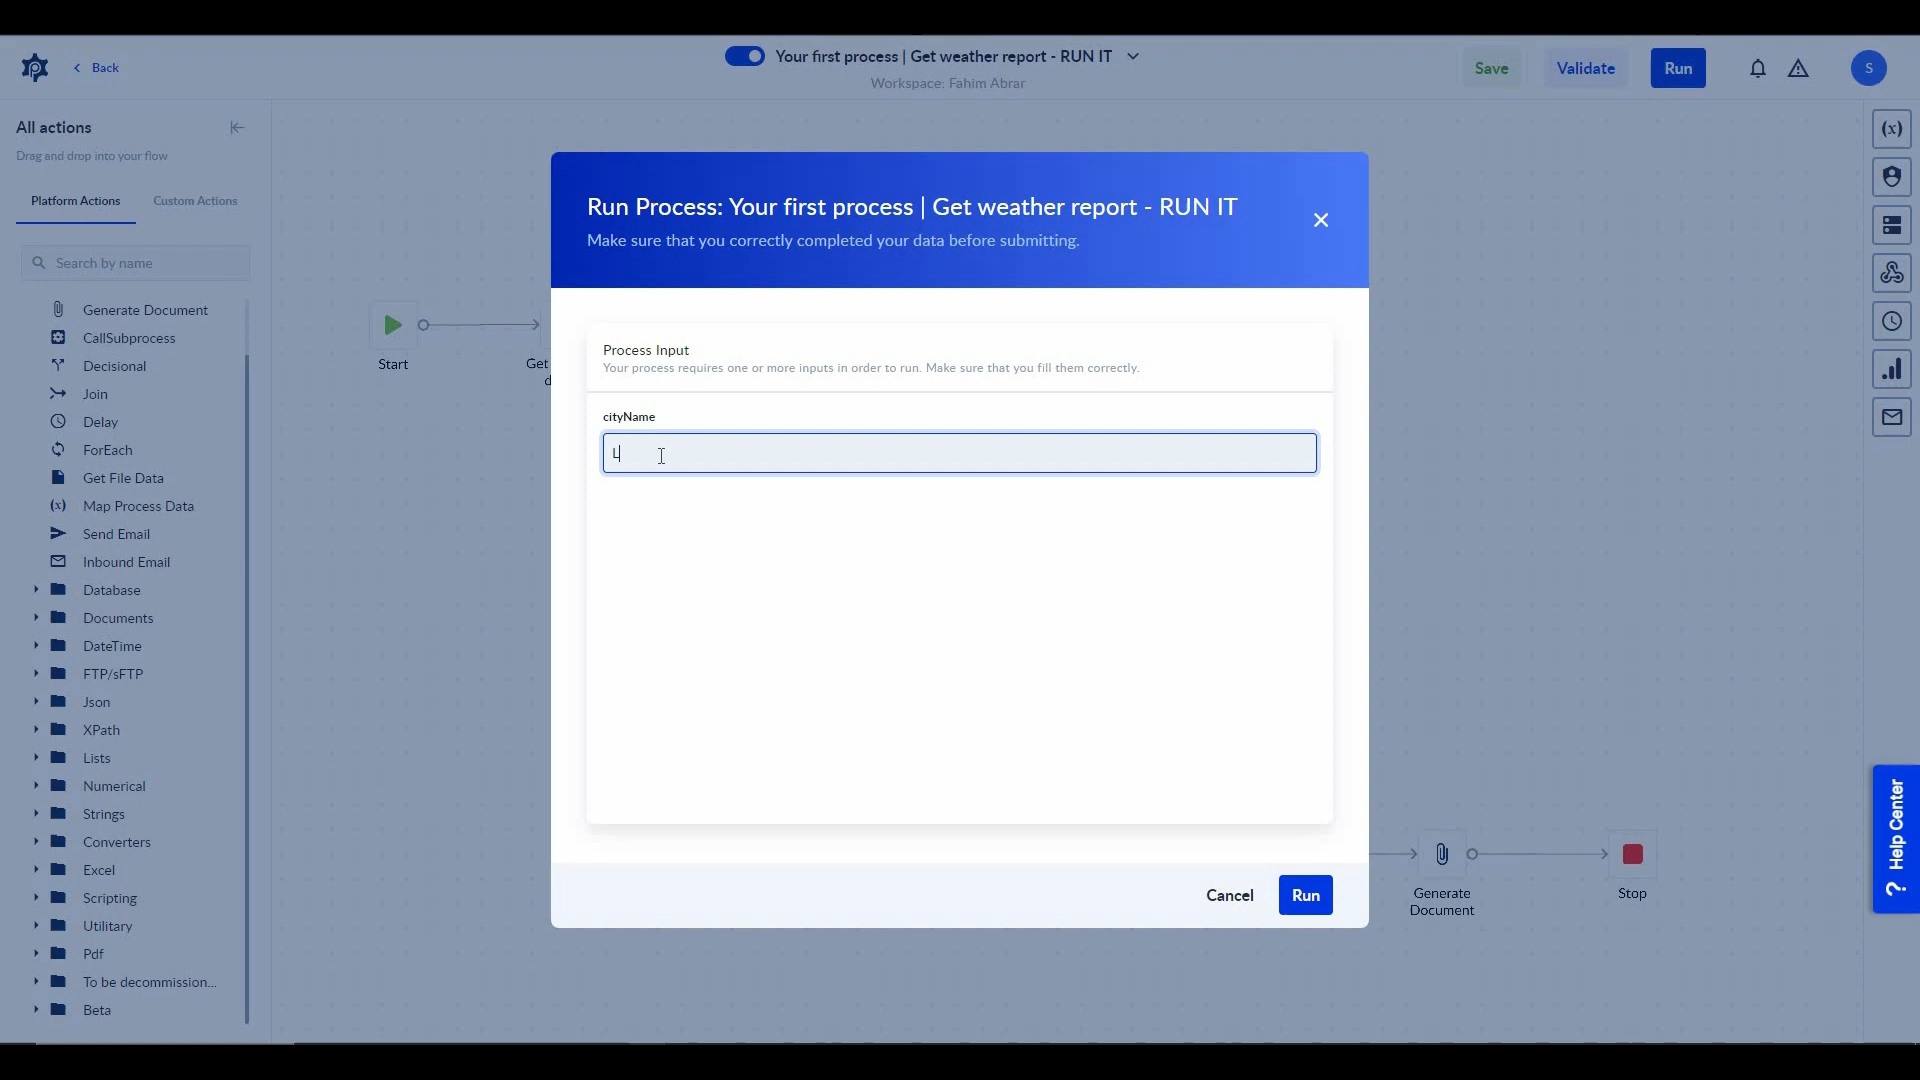 Back
Your first process | Get weather report - RUN IT
Workspace: Fahim Abrar
Save
Validate
Run
S
All actions
Drag and drop into your flow
Platform Actions
Custom Actions
Search by name
Generate Document
CallSubprocess
Decisional
Join
Delay
ForEach
Get File Data
(x) Map Process Data
Send Email
Inbound Email
Database
Documents
DateTime
FTP/sFTP
Json
XPath
Lists
Numerical
Strings
Converters
Excel
Scripting
Utilitary
Pdf
To be decommission...
Beta
Start
Get
d
Run Process: Your first process | Get weather report - RUN IT
Make sure that you correctly completed your data before submitting.
Process Input
Your process requires one or more inputs in order to run. Make sure that you fill them correctly.
cityName
L
Cancel
Run
Generate
Document
Stop
(x)
? Help Center